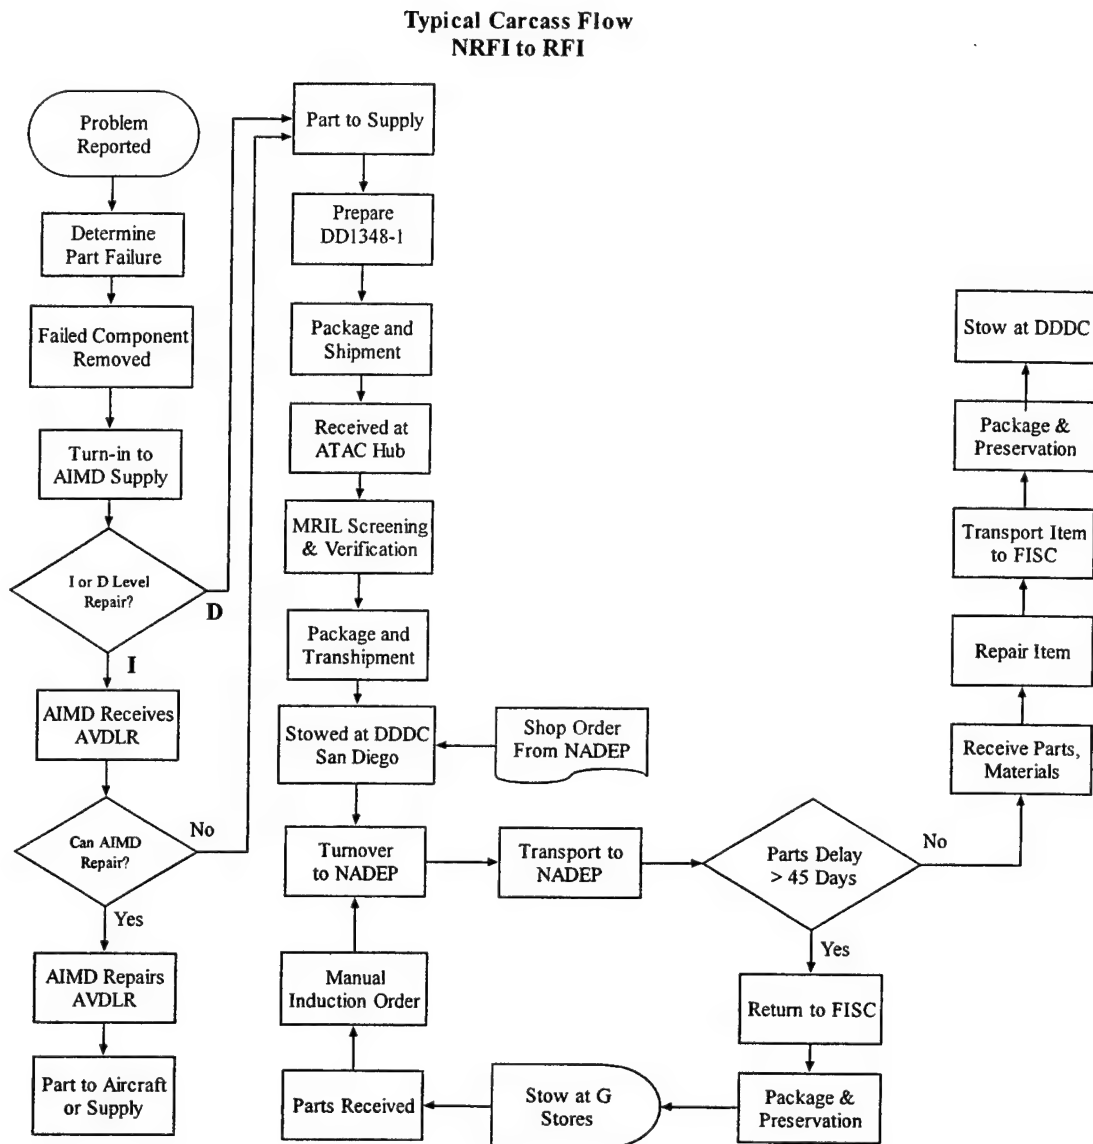 Typical Carcass Flow
NRFI to RFI
Problem
Reported
Determine
Part Failure
Failed Component
Removed
Turn-in to
AIMD Supply
I or D Level
Repair?
D
I
AIMD Receives
AVDLR
Can AIMD
Repair?
No
Yes
AIMD Repairs
AVDLR
Part to Aircraft
or Supply
Part to Supply
Prepare
DD1348-1
Package and
Shipment
Received at
ATAC Hub
MRIL Screening
& Verification
Package and
Transhipment
Stowed at DDDC
San Diego
Shop Order
From NADEP
Turnover
to NADEP
Transport to
NADEP
Parts Delay
> 45 Days
No
Yes
Receive Parts,
Materials
Repair Item
Transport Item
to FISC
Package &
Preservation
Stow at DDDC
Return to FISC
Package &
Preservation
Stow at G
Stores
Parts Received
Manual
Induction Order